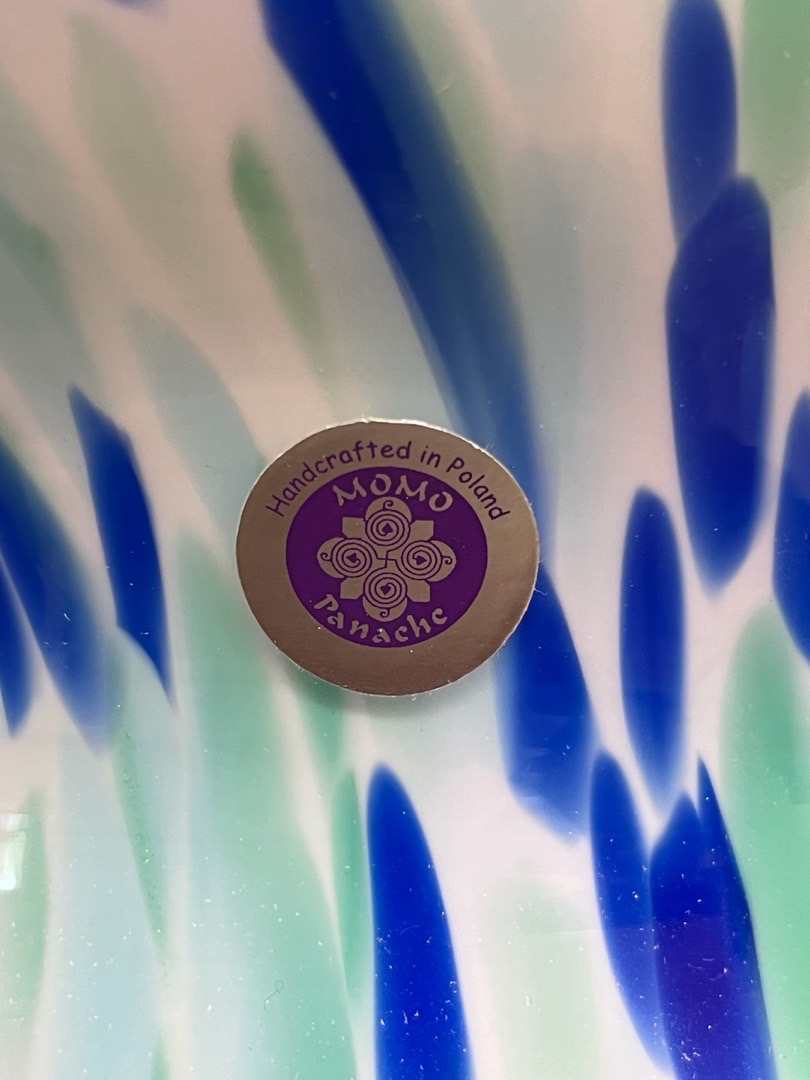 Handcrafted in Poland
MOMO
Panache